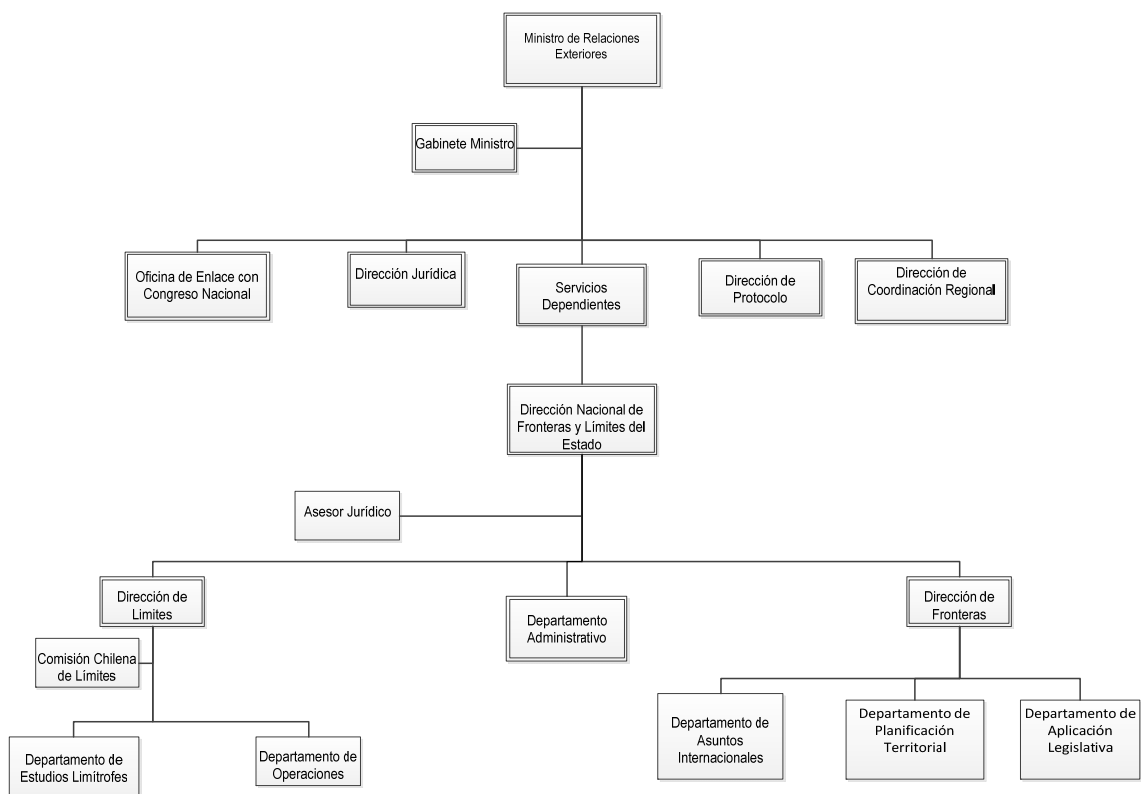 Ministro de Relaciones
Exteriores
Gabinete Ministro
Oficina de Enlace con
Congreso Nacional
Dirección Jurídica
Servicios
Dependientes
Dirección de
Protocolo
Dirección de
Coordinación Regional
Dirección Nacional de
Fronteras y Límites del
Estado
Asesor Jurídico
Dirección de
Limites
Departamento
Administrativo
Dirección de
Fronteras
Comisión Chilena
de Límites
Departamento de
Estudios Limítrofes
Departamento de
Operaciones
Departamento de
Asuntos
Internacionales
Departamento de
Planificación
Territorial
Departamento de
Aplicación
Legislativa